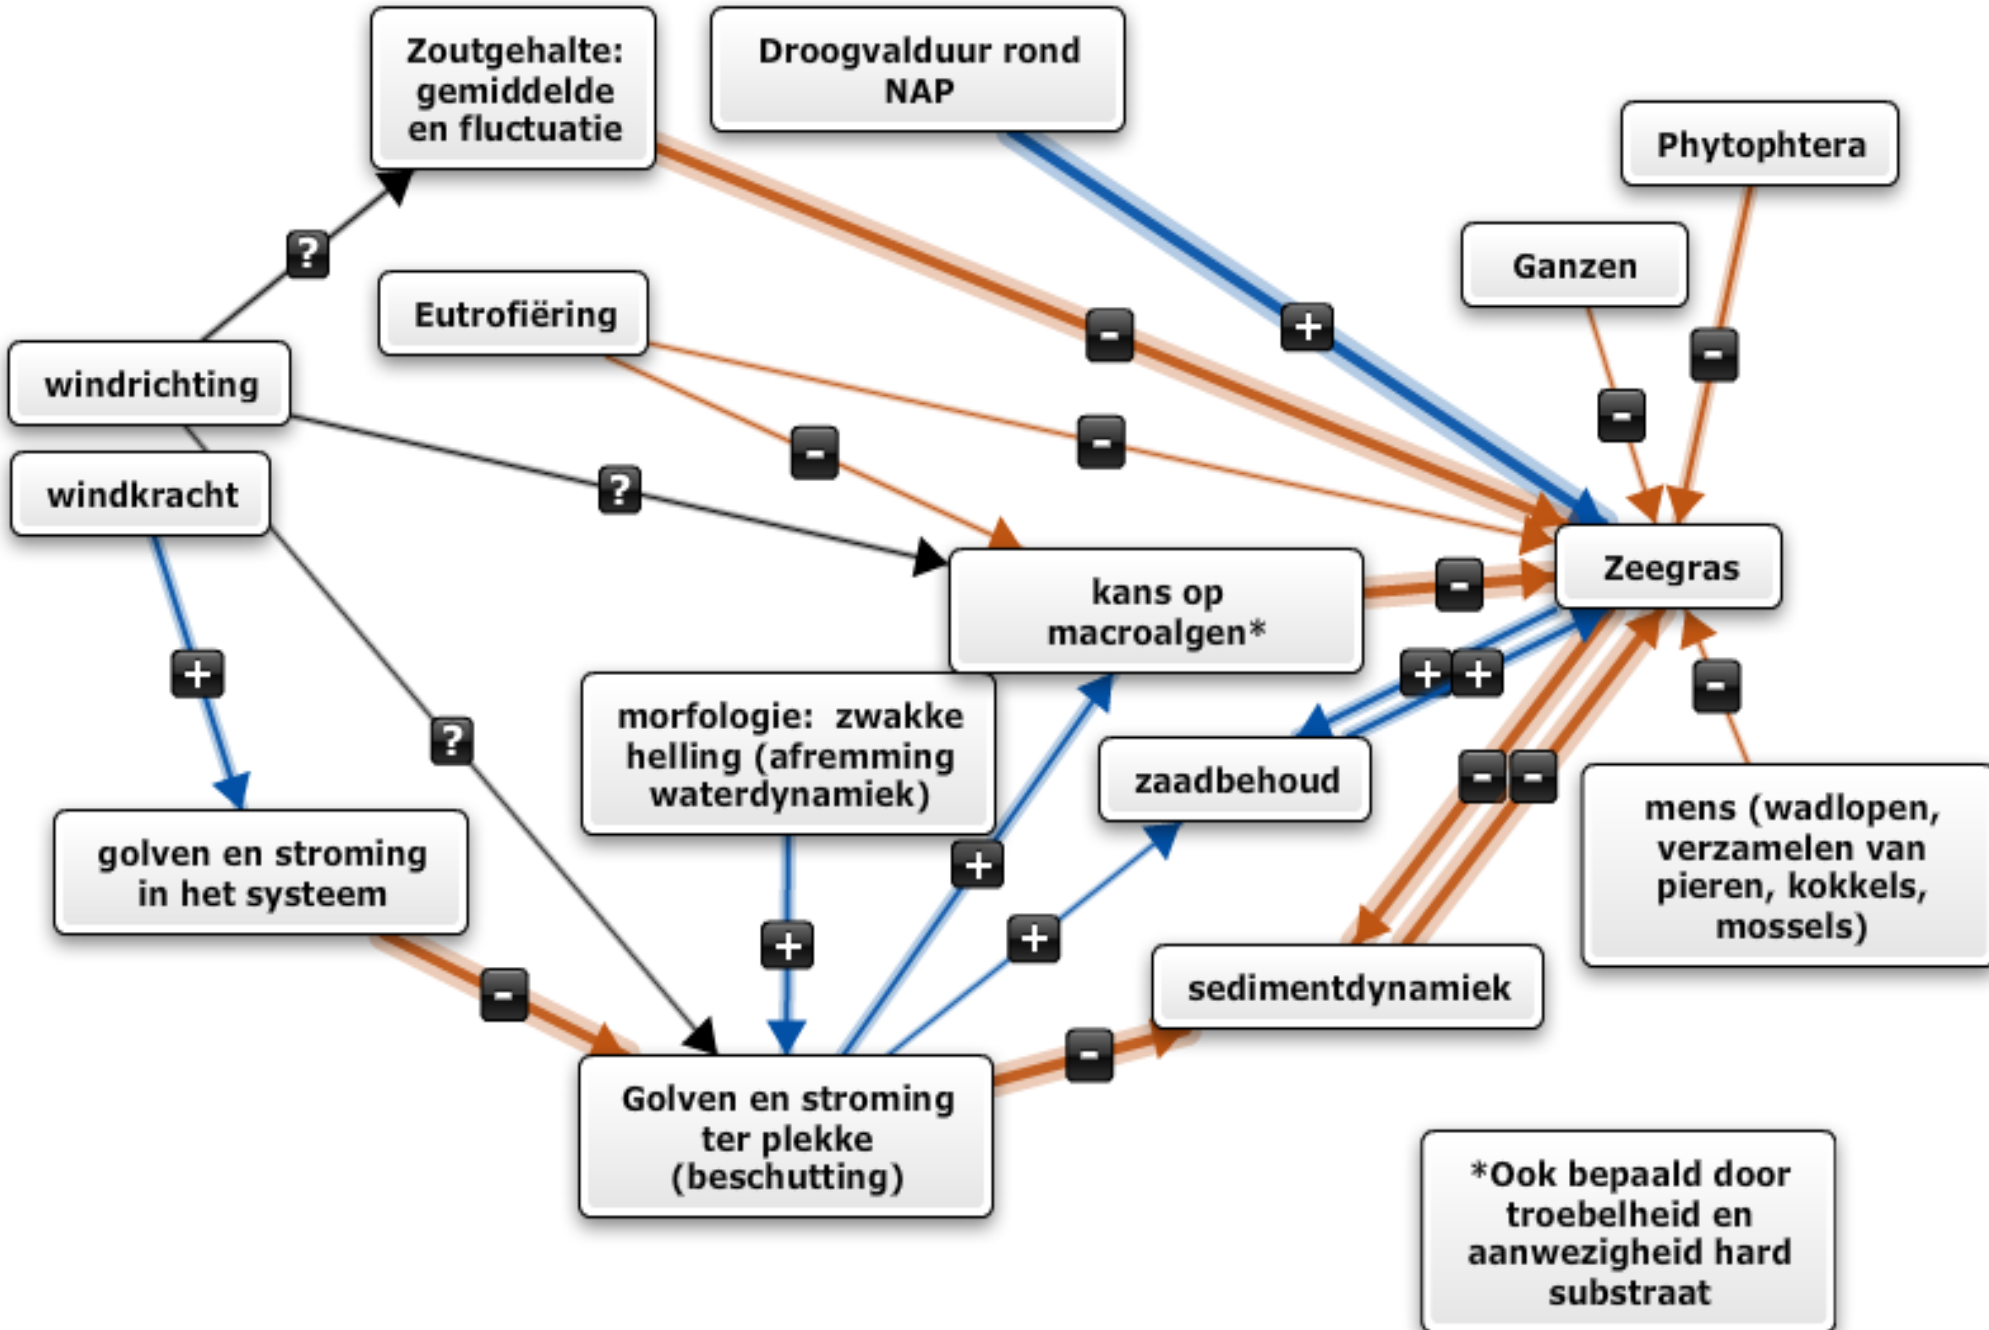 Zoutgehalte:
gemiddelde
en fluctuatie
Droogvalduur rond
NAP
Phytophtera
Ganzen
?
Eutrofiëring
-
+
-
-
windrichting
-
-
windkracht
?
Zeegras
kans op
macroalgen*
-
+
+ +
-
morfologie: zwakke
helling (afremming
waterdynamiek)
?
zaadbehoud
- -
mens (wadlopen,
verzamelen van
pieren, kokkels,
mossels)
golven en stroming
in het systeem
+
+
+
-
sedimentdynamiek
-
Golven en stroming
ter plekke
(beschutting)
*Ook bepaald door
troebelheid en
aanwezigheid hard
substraat